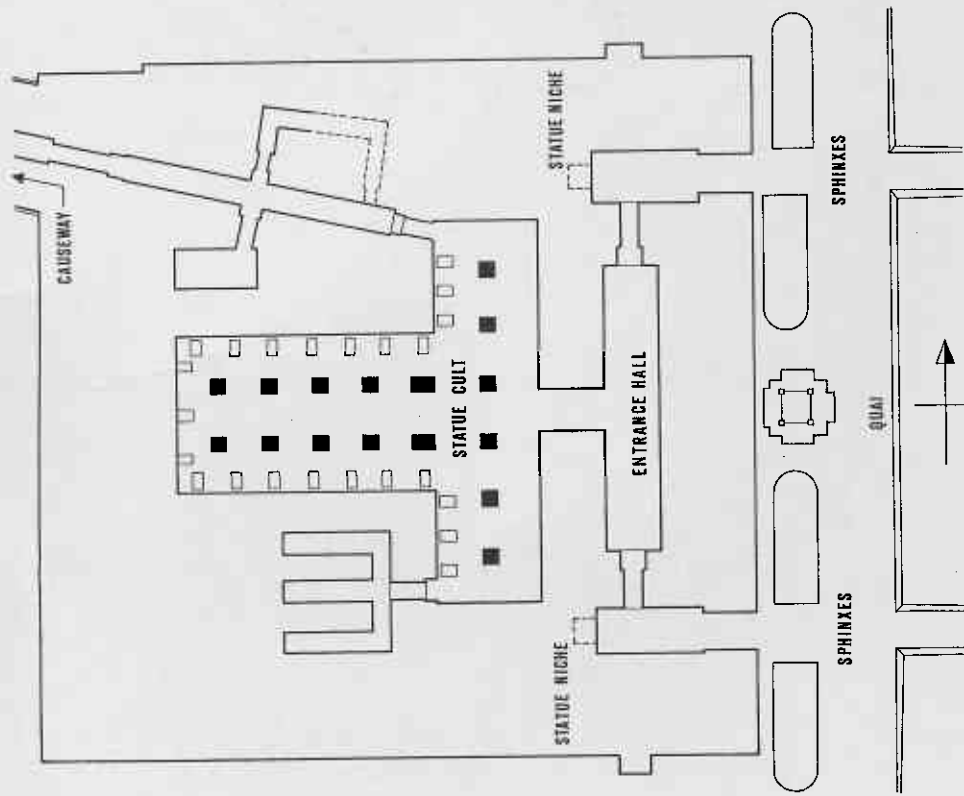 CAUSEWAY
STATUE NICHE
SPHINXES
STATUE CULT
ENTRANCE HALL
QUAI
STATUE NICHE
SPHINXES